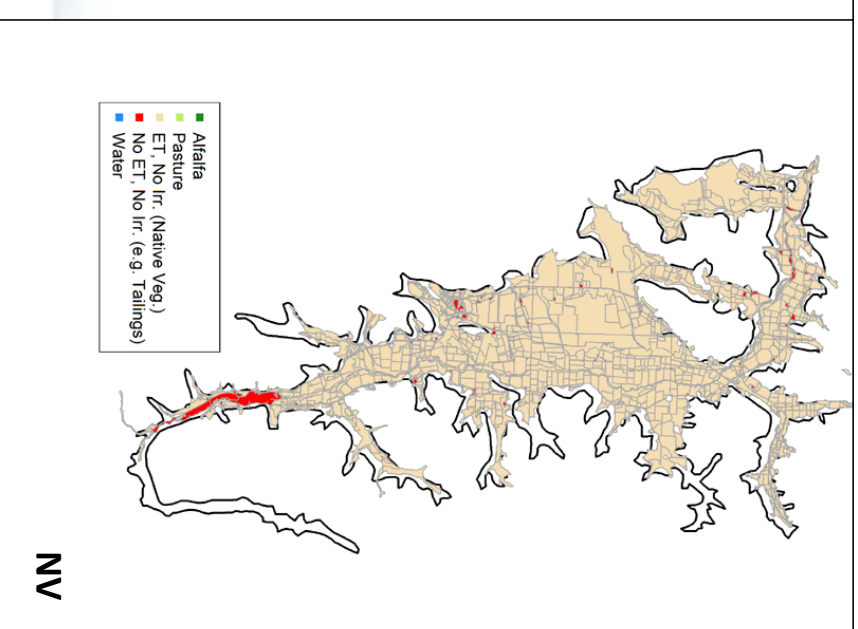 Alfalfa
Pasture
ET, No Irr. (Native Veg.)
No ET, No Irr. (e.g. Tailings)
Water
NV